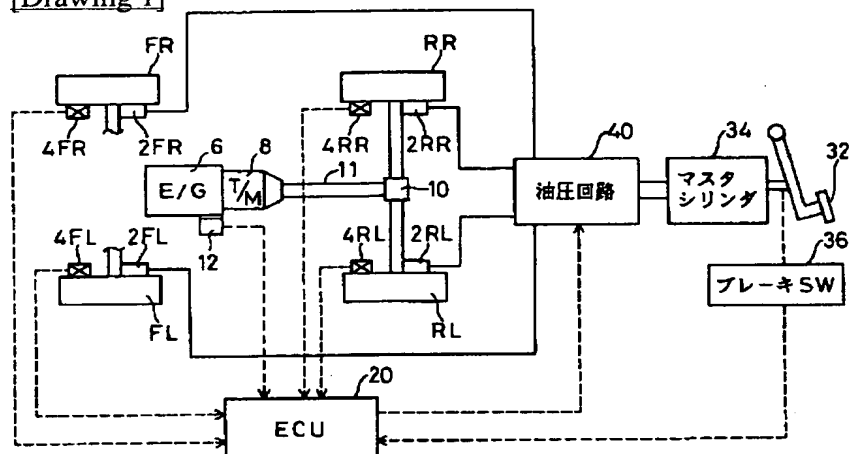 [Drawing 1]
FR
RR
4FR
2FR
6
8
4RR
2RR
40
34
32
E/G
T/M
11
10
油圧回路
マスタ
シリンダ
4FL
2FL
12
4RL
2RL
36
ブレーキSW
FL
RL
20
ECU